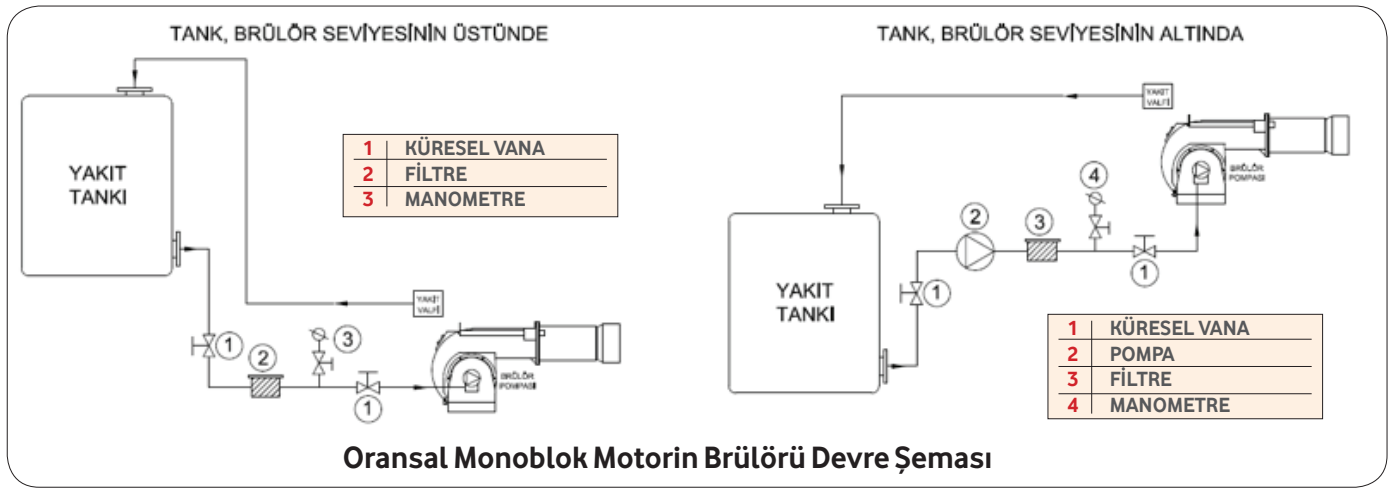 TANK, BRÜLÖR SEVİYESİNİN ÜSTÜNDE
YAKIT
TANKI
1 KÜRESEL VANA
2 FİLTRE
3 MANOMETRE
YAKIT
VALFİ
1
2
3
1
BRÜLÖR
POMPASI
TANK, BRÜLÖR SEVİYESİNİN ALTINDA
YAKIT
VALFİ
BRÜLÖR
POMPASI
4
2
3
1
1
YAKIT
TANKI
1 KÜRESEL VANA
2 POMPA
3 FİLTRE
4 MANOMETRE
Oransal Monoblok Motorin Brülörü Devre Şeması